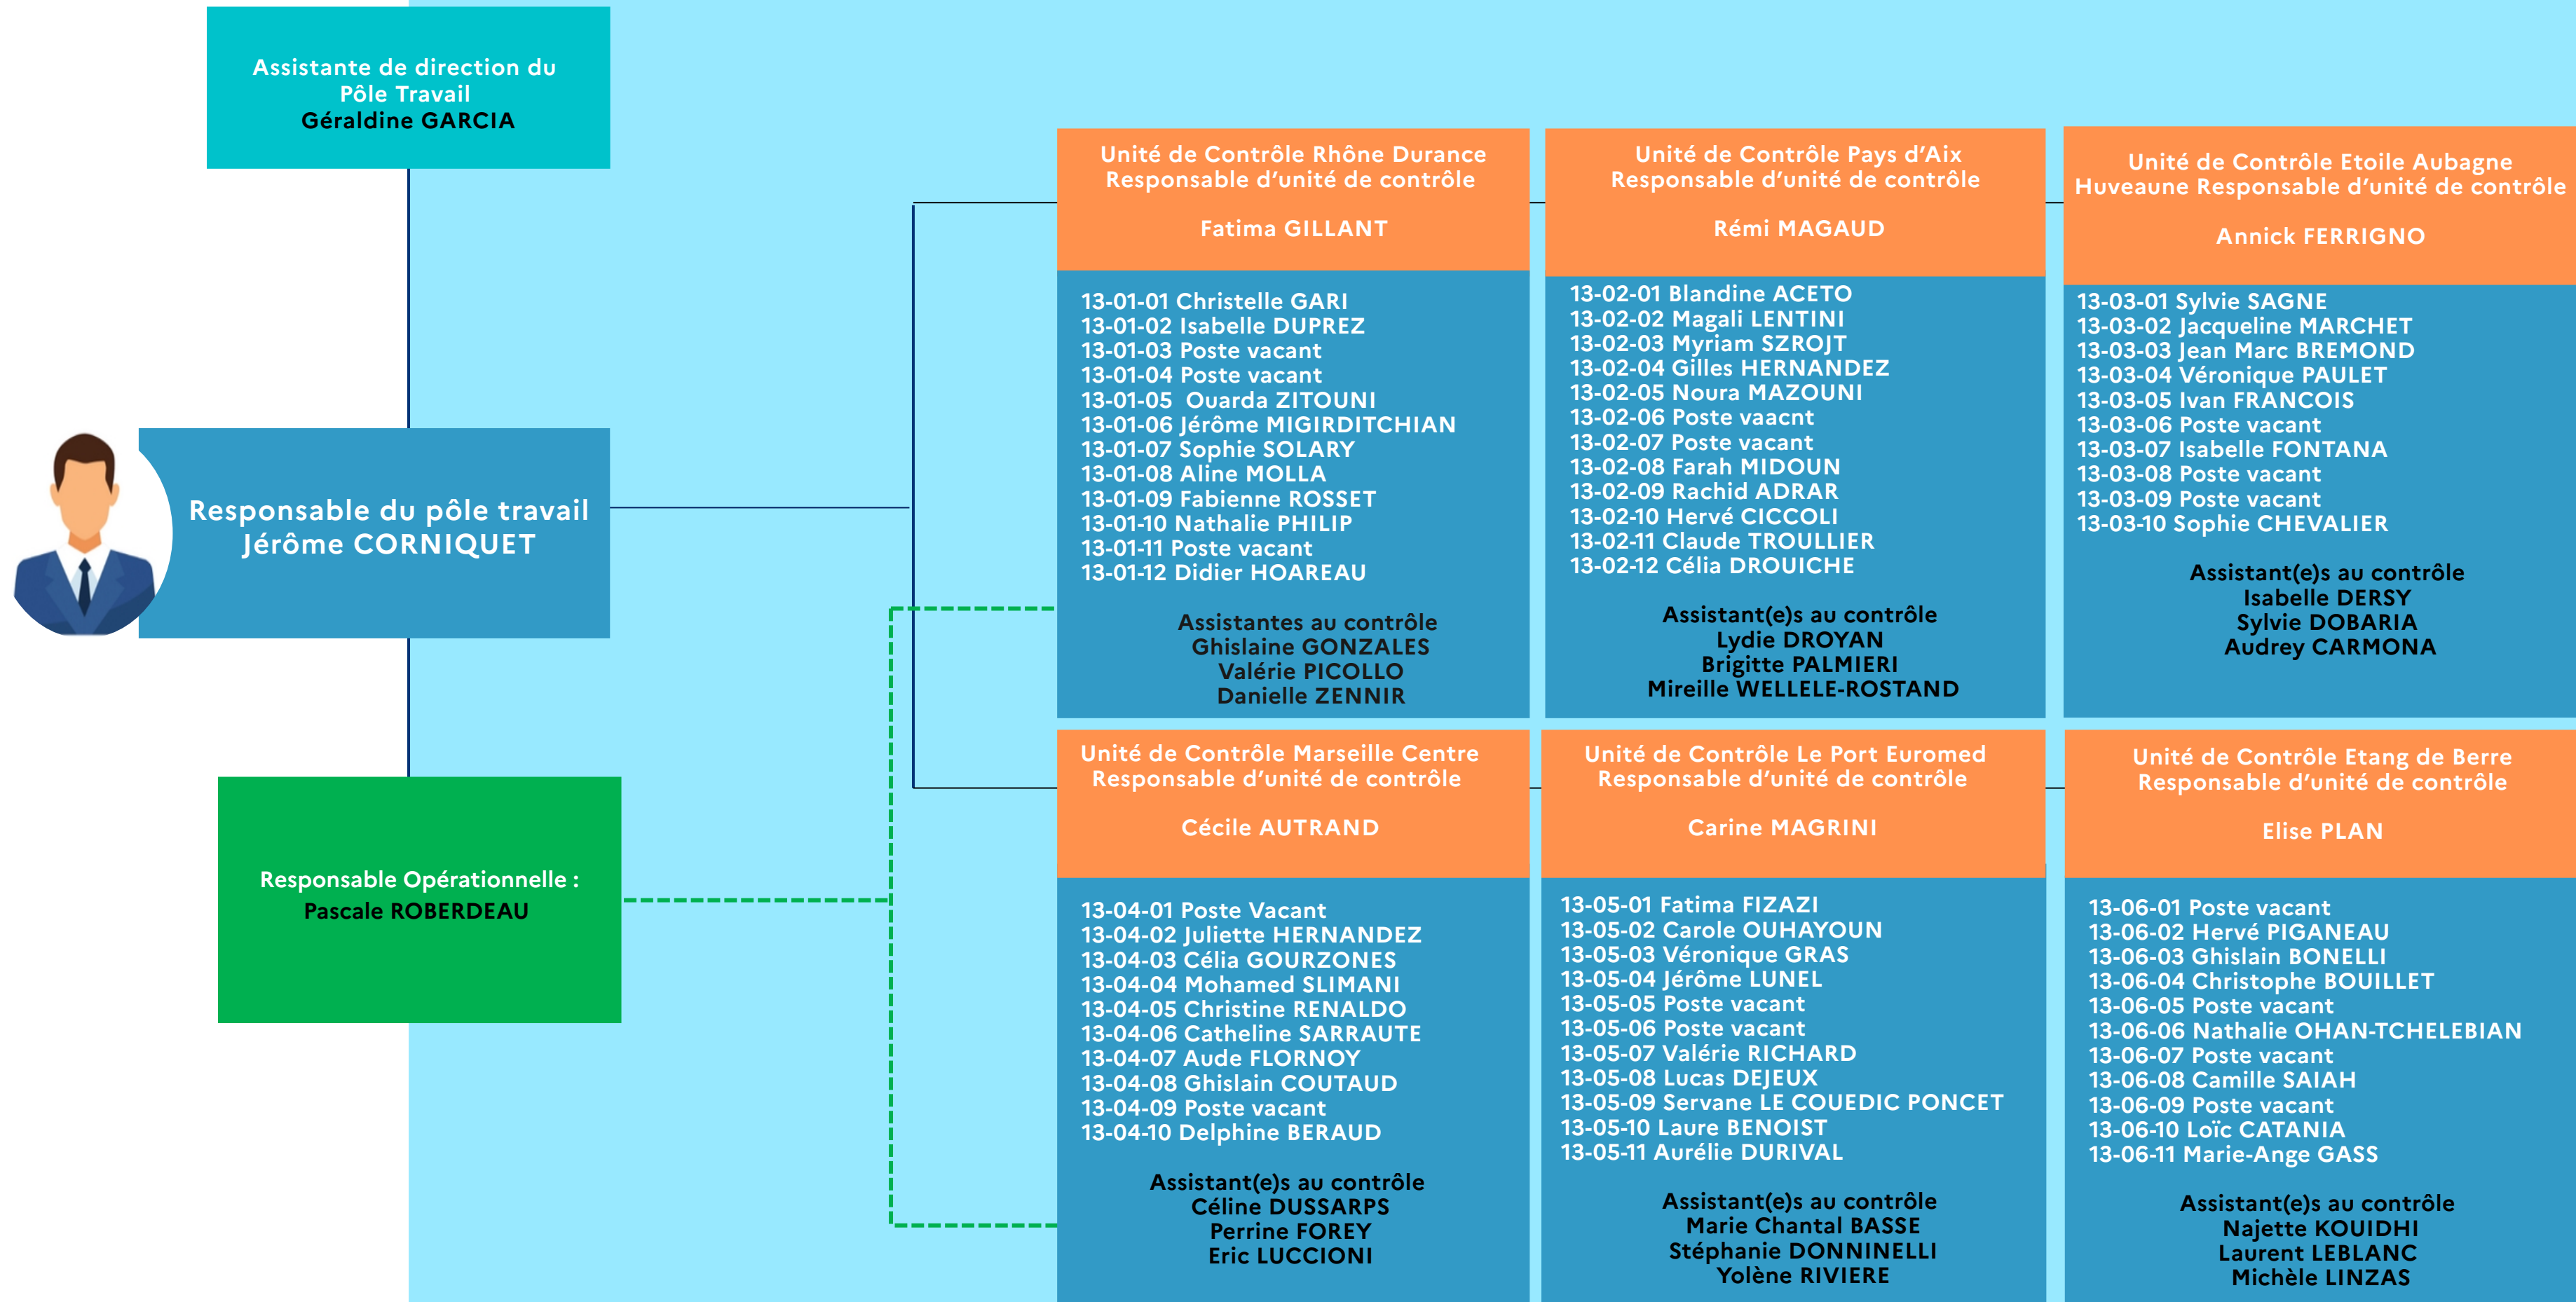 Assistante de direction du
Pôle Travail
Géraldine GARCIA
Responsable du pôle travail
Jérôme CORNIQUET
Responsable Opérationnelle :
Pascale ROBERDEAU
Unité de Contrôle Rhône Durance
Responsable d'unité de contrôle
Fatima GILLANT
13-01-01 Christelle GARI
13-01-02 Isabelle DUPREZ
13-01-03 Poste vacant
13-01-04 Poste vacant
13-01-05 Ouarda ZITOUNI
13-01-06 Jérôme MIGIRDITCHIAN
13-01-07 Sophie SOLARY
13-01-08 Aline MOLLA
13-01-09 Fabienne ROSSET
13-01-10 Nathalie PHILIP
13-01-11 Poste vacant
13-01-12 Didier HOAREAU
Assistantes au contrôle
Ghislaine GONZALES
Valérie PICOLLO
Danielle ZENNIR
Unité de Contrôle Pays d'Aix
Responsable d'unité de contrôle
Rémi MAGAUD
13-02-01 Blandine ACETO
13-02-02 Magali LENTINI
13-02-03 Myriam SZROJT
13-02-04 Gilles HERNANDEZ
13-02-05 Noura MAZOUNI
13-02-06 Poste vaacnt
13-02-07 Poste vacant
13-02-08 Farah MIDOUN
13-02-09 Rachid ADRAR
13-02-10 Hervé CICCOLI
13-02-11 Claude TROULLIER
13-02-12 Célia DROUICHE
Assistant(e)s au contrôle
Lydie DROYAN
Brigitte PALMIERI
Mireille WELLELE-ROSTAND
Unité de Contrôle Etoile Aubagne
Huveaune Responsable d'unité de contrôle
Annick FERRIGNO
13-03-01 Sylvie SAGNE
13-03-02 Jacqueline MARCHET
13-03-03 Jean Marc BREMOND
13-03-04 Véronique PAULET
13-03-05 Ivan FRANCOIS
13-03-06 Poste vacant
13-03-07 Isabelle FONTANA
13-03-08 Poste vacant
13-03-09 Poste vacant
13-03-10 Sophie CHEVALIER
Assistant(e)s au contrôle
Isabelle DERSY
Sylvie DOBARIA
Audrey CARMONA
Unité de Contrôle Marseille Centre
Responsable d'unité de contrôle
Cécile AUTRAND
13-04-01 Poste Vacant
13-04-02 Juliette HERNANDEZ
13-04-03 Célia GOURZONES
13-04-04 Mohamed SLIMANI
13-04-05 Christine RENALDO
13-04-06 Catheline SARRAUTE
13-04-07 Aude FLORNOY
13-04-08 Ghislain COUTAUD
13-04-09 Poste vacant
13-04-10 Delphine BERAUD
Assistant(e)s au contrôle
Céline DUSSARPS
Perrine FOREY
Eric LUCCIONI
Unité de Contrôle Le Port Euromed
Responsable d'unité de contrôle
Carine MAGRINI
13-05-01 Fatima FIZAZI
13-05-02 Carole OUHAYOUN
13-05-03 Véronique GRAS
13-05-04 Jérôme LUNEL
13-05-05 Poste vacant
13-05-06 Poste vacant
13-05-07 Valérie RICHARD
13-05-08 Lucas DEJEUX
13-05-09 Servane LE COUEDIC PONCET
13-05-10 Laure BENOIST
13-05-11 Aurélie DURIVAL
Assistant(e)s au contrôle
Marie Chantal BASSE
Stéphanie DONNINELLI
Yolène RIVIERE
Unité de Contrôle Etang de Berre
Responsable d'unité de contrôle
Elise PLAN
13-06-01 Poste vacant
13-06-02 Hervé PIGANEAU
13-06-03 Ghislain BONELLI
13-06-04 Christophe BOUILLET
13-06-05 Poste vacant
13-06-06 Nathalie OHAN-TCHELEBIAN
13-06-07 Poste vacant
13-06-08 Camille SAIAH
13-06-09 Poste vacant
13-06-10 Loïc CATANIA
13-06-11 Marie-Ange GASS
Assistant(e)s au contrôle
Najette KOUIDHI
Laurent LEBLANC
Michèle LINZAS